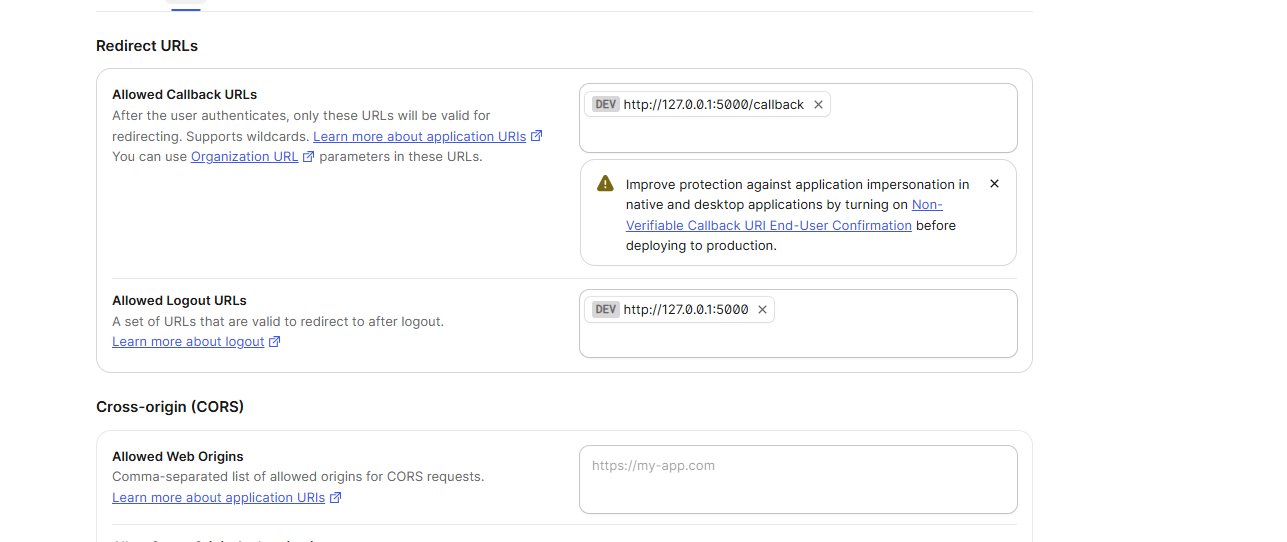 Redirect URLs
Allowed Callback URLs
After the user authenticates, only these URLs will be valid for
redirecting. Supports wildcards. Learn more about application URIs
You can use Organization URL parameters in these URLs.
DEV http://127.0.0.1:5000/callback
Improve protection against application impersonation in
native and desktop applications by turning on Non-
Verifiable Callback URI End-User Confirmation before
deploying to production.
Allowed Logout URLs
A set of URLs that are valid to redirect to after logout.
Learn more about logout
DEV http://127.0.0.1:5000
Cross-origin (CORS)
Allowed Web Origins
Comma-separated list of allowed origins for CORS requests.
Learn more about application URIs
https://my-app.com